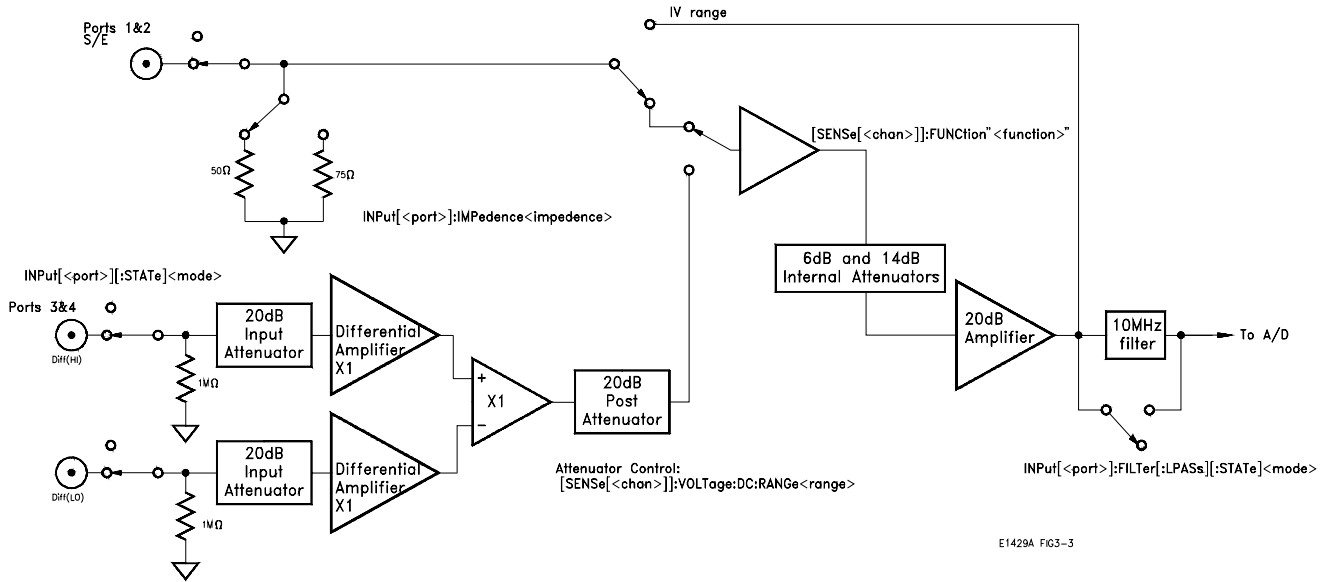 IV range
Ports 1&2
S/E
[SENSe[<chan>]]:FUNCtion"<function>"
50Ω
75Ω
INPut[<port>]:IMPedence<impedence>
6dB and 14dB
Internal Attenuators
INPut[<port>][:STATe]<mode>
Ports 3&4
Diff(HI)
20dB
Input
Attenuator
Differential
Amplifier
X1
1MΩ
+
X1
−
20dB
Post
Attenuator
20dB
Amplifier
10MHz
filter
To A/D
Diff(LO)
20dB
Input
Attenuator
Differential
Amplifier
X1
1MΩ
Attenuator Control:
[SENSe[<chan>]]:VOLTage:DC:RANGe<range>
INPut[<port>]:FILTer[:LPASs][:STATe]<mode>
E1429A FIG3-3